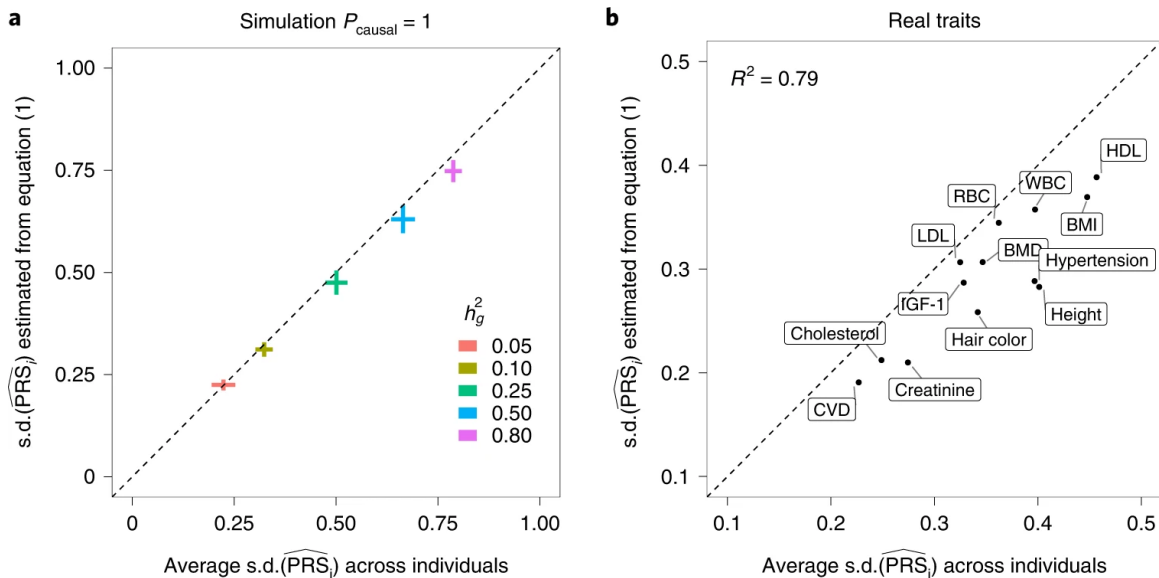 a
Simulation P_causal = 1
1.00
0.75
0.50
0.25
0
s.d.(PRS_i) estimated from equation (1)
h_g^2
0.05
0.10
0.25
0.50
0.80
0 0.25 0.50 0.75 1.00
Average s.d.(PRS_i) across individuals
b
Real traits
R^2 = 0.79
0.5
0.4
0.3
0.2
0.1
s.d.(PRS_i) estimated from equation (1)
HDL
WBC
RBC
BMI
LDL
BMD
Hypertension
IGF-1
Height
Cholesterol
Hair color
Creatinine
CVD
0.1 0.2 0.3 0.4 0.5
Average s.d.(PRS_i) across individuals